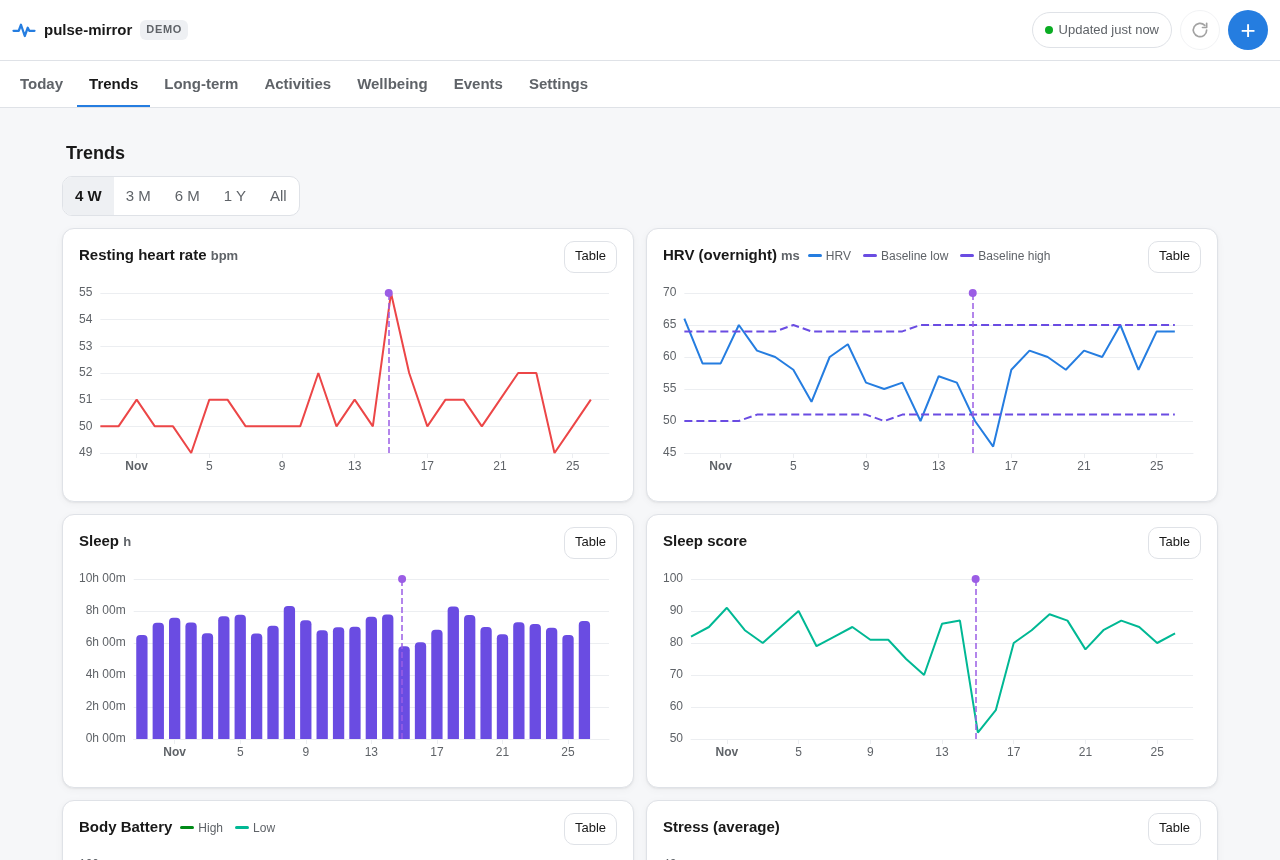 pulse-mirror DEMO Updated just now
Today Trends Long-term Activities Wellbeing Events Settings
Trends
4 W 3 M 6 M 1 Y All
Resting heart rate bpm Table
55
54
53
52
51
50
49
Nov 5 9 13 17 21 25
HRV (overnight) ms HRV Baseline low Baseline high Table
70
65
60
55
50
45
Nov 5 9 13 17 21 25
Sleep h Table
10h 00m
8h 00m
6h 00m
4h 00m
2h 00m
0h 00m
Nov 5 9 13 17 21 25
Sleep score Table
100
90
80
70
60
50
Nov 5 9 13 17 21 25
Body Battery High Low Table
Stress (average) Table